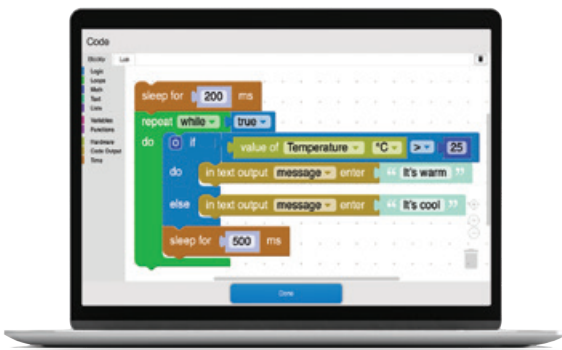 Code
Blockly Lua
Logic
Loops
Math
Text
Lists
Variables
Functions
Hardware
Code Output
Time
sleep for 200 ms
repeat while true
do if value of Temperature °C > 25
do in text output message enter “ It's warm ”
else in text output message enter “ It's cool ”
sleep for 500 ms
Done